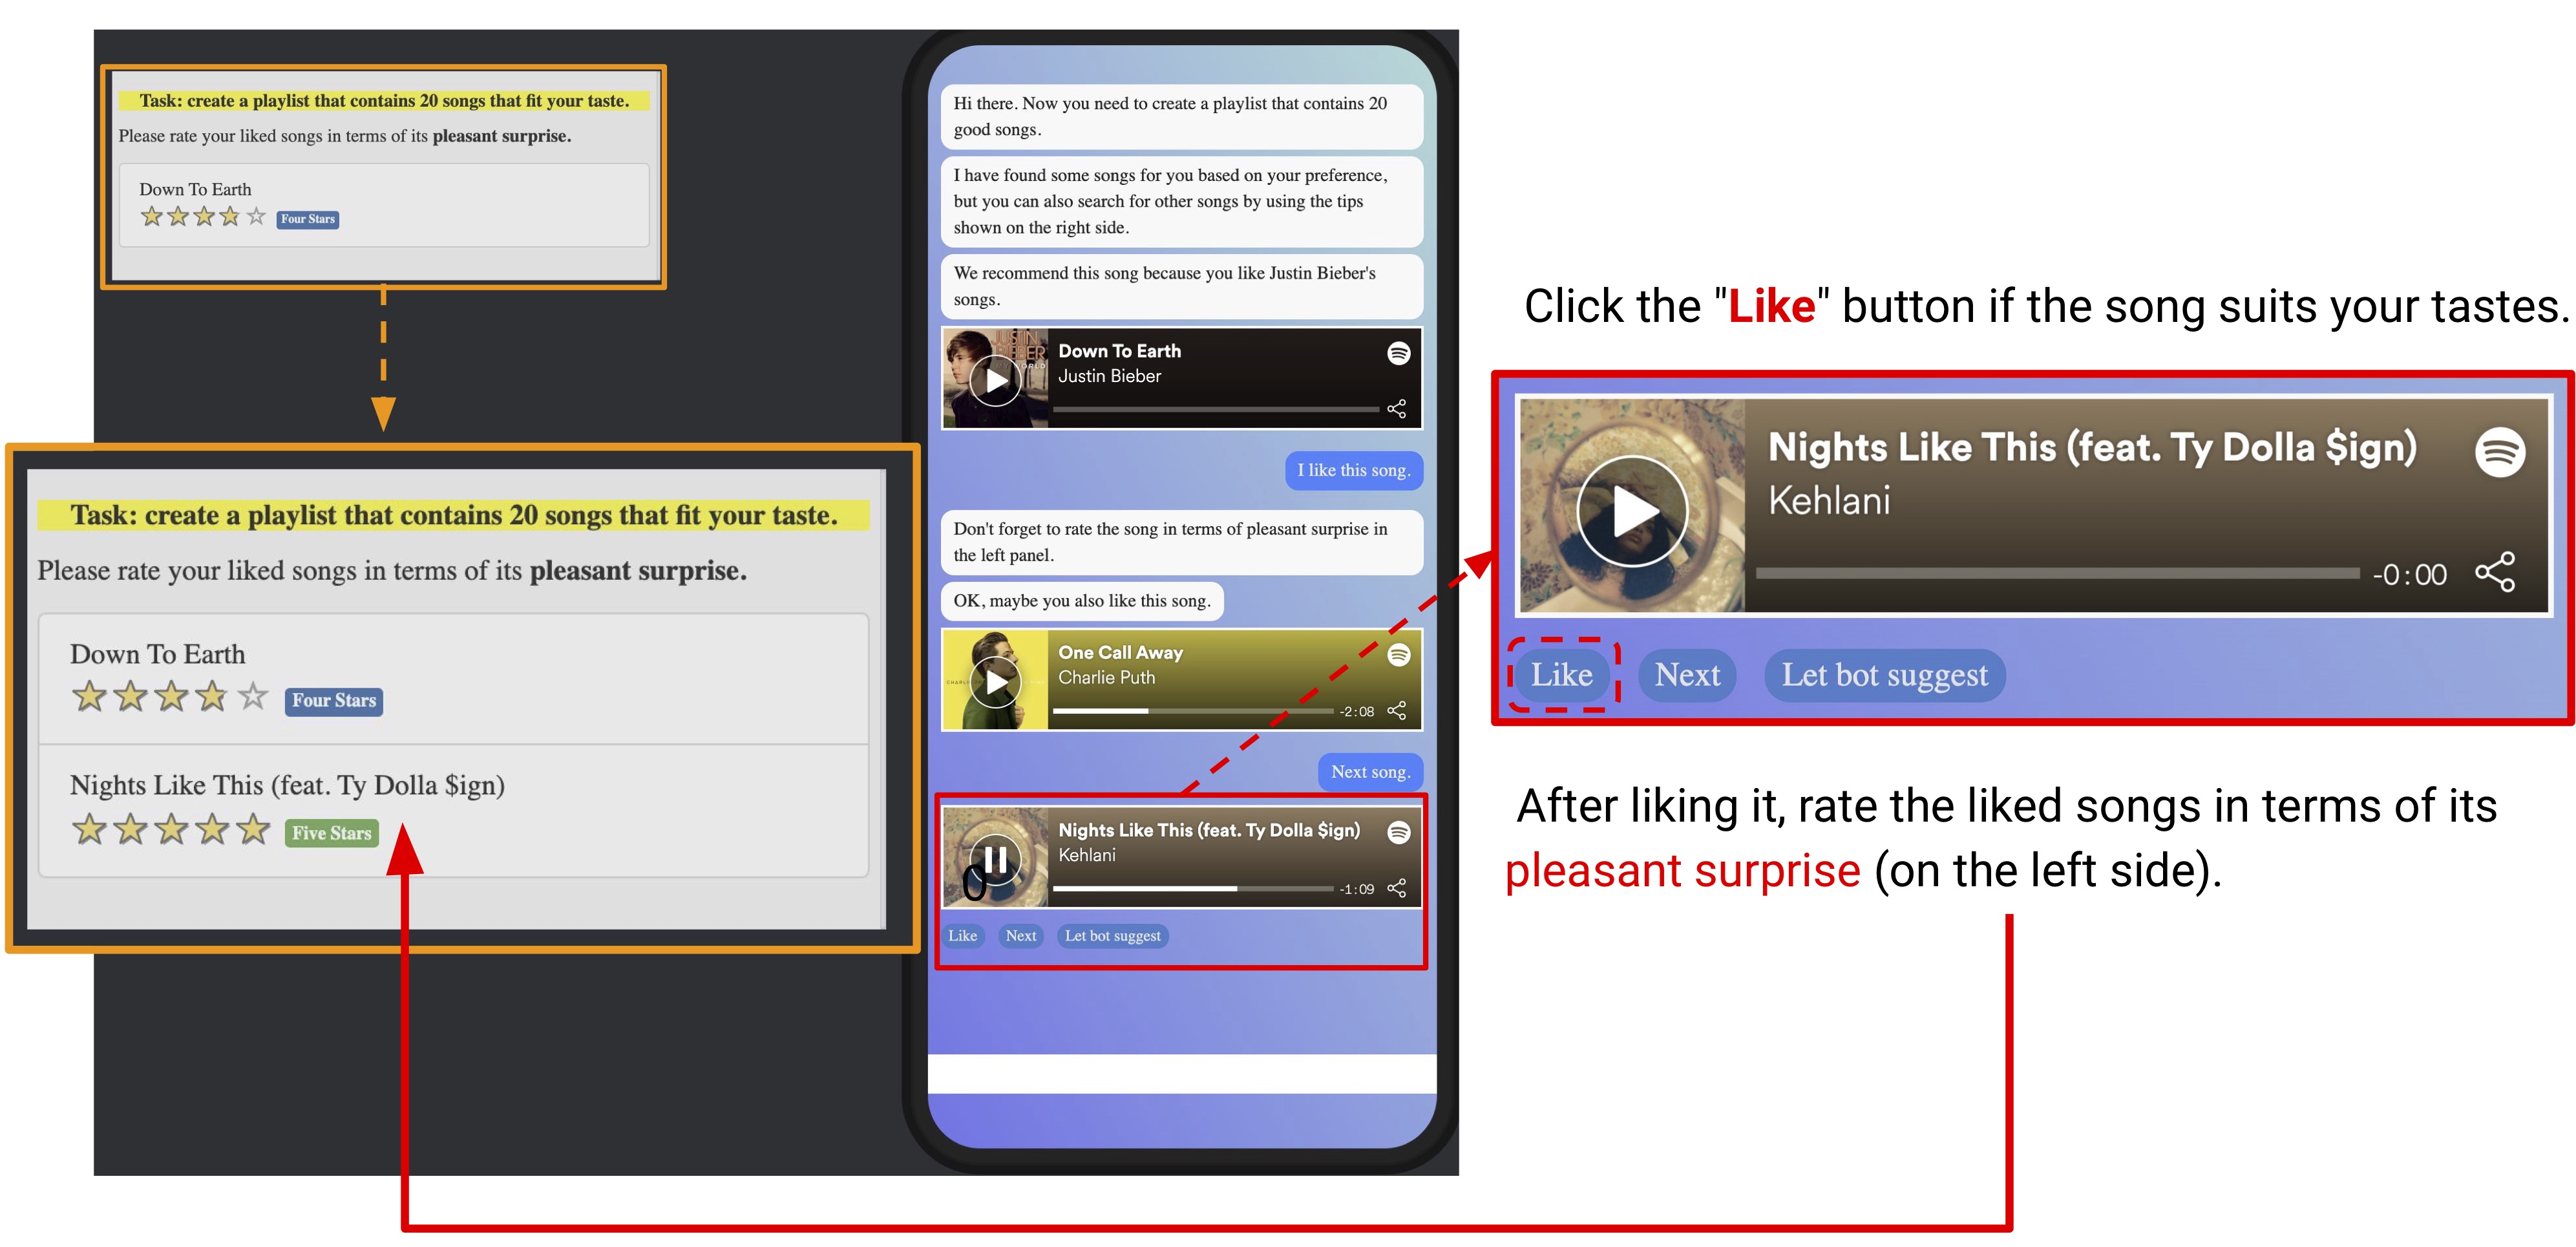 Task: create a playlist that contains 20 songs that fit your taste.
Please rate your liked songs in terms of its pleasant surprise.
Down To Earth
Four Stars
Task: create a playlist that contains 20 songs that fit your taste.
Please rate your liked songs in terms of its pleasant surprise.
Down To Earth
Four Stars
Nights Like This (feat. Ty Dolla $ign)
Five Stars
Hi there. Now you need to create a playlist that contains 20
good songs.
I have found some songs for you based on your preference,
but you can also search for other songs by using the tips
shown on the right side.
We recommend this song because you like Justin Bieber's
songs.
JUSTIN
BIEBER
Down To Earth
Justin Bieber
I like this song.
Don't forget to rate the song in terms of pleasant surprise in
the left panel.
OK, maybe you also like this song.
One Call Away
Charlie Puth
-2:08
Next song.
Nights Like This (feat. Ty Dolla $ign)
Kehlani
0
-1:09
Like Next Let bot suggest
Click the "Like" button if the song suits your tastes.
Nights Like This (feat. Ty Dolla $ign)
Kehlani
-0:00
Like Next Let bot suggest
After liking it, rate the liked songs in terms of its
pleasant surprise (on the left side).